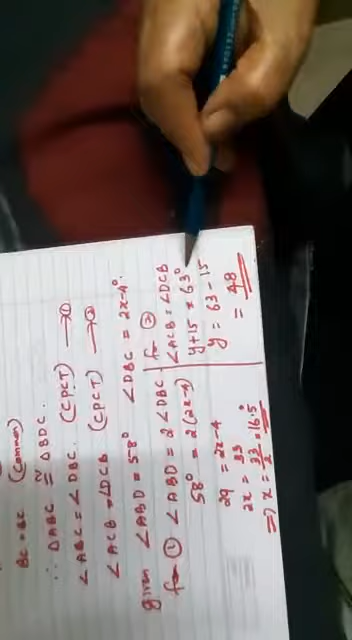 BC = BC (Common)
∴ ΔABC ≅ ΔBDC.
∠ABC = ∠DBC. (CPCT) → ①
∠ACB = ∠DCB (CPCT) → ②
given ∠ABD = 58° ∠DBC = 2x-4°
from ① ∠ABD = 2∠DBC
58° = 2(2x-4)
29 = 2x-4
2x = 33
⇒ x = 33/2 = 16.5°
from ②
∠ACB = ∠DCB
y+15 = 63°
y = 63-15
= 48